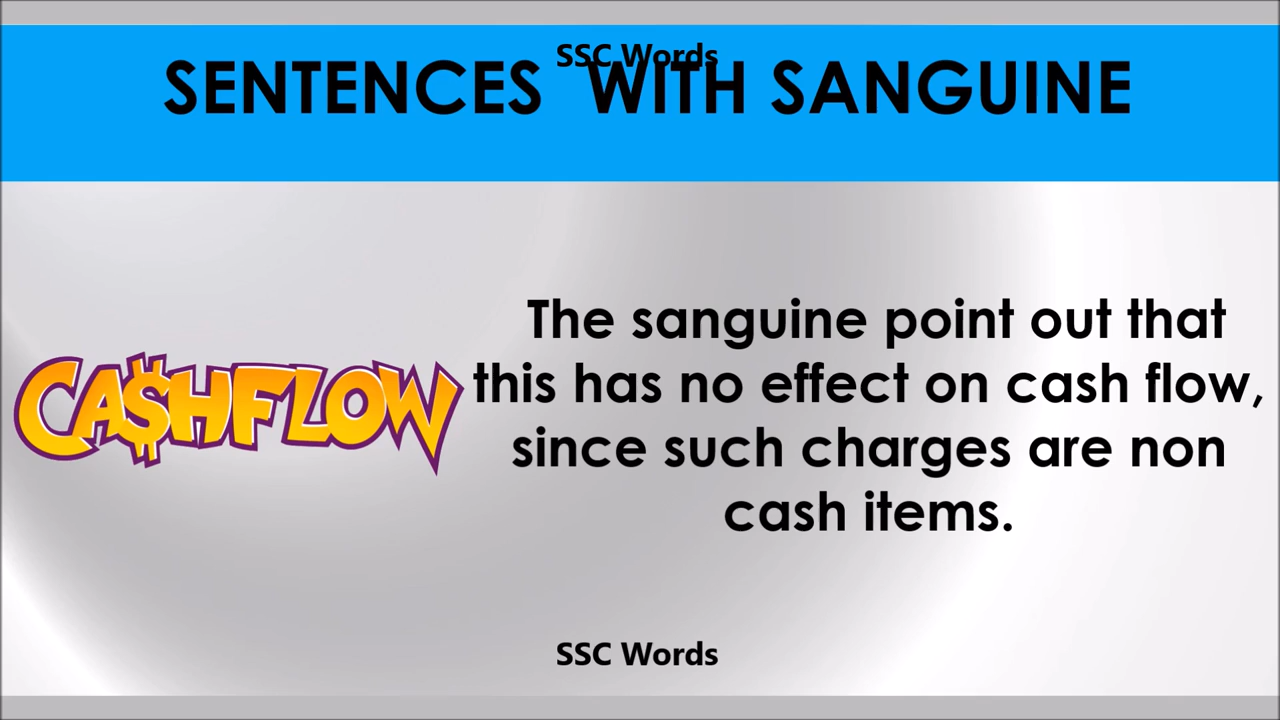 SSC Words
SENTENCES WITH SANGUINE
CA$HFLOW
The sanguine point out that
this has no effect on cash flow,
since such charges are non
cash items.
SSC Words